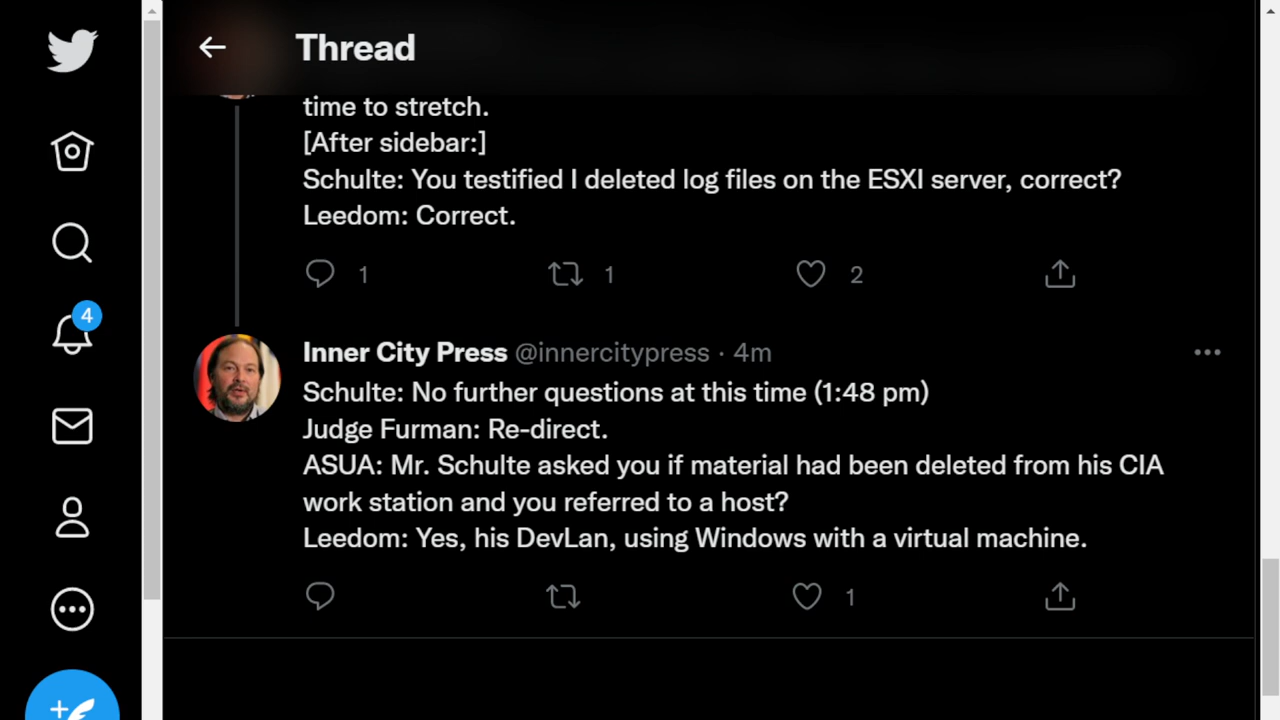 Thread
time to stretch.
[After sidebar:]
Schulte: You testified I deleted log files on the ESXI server, correct?
Leedom: Correct.
1 1 2
4
Inner City Press @innercitypress · 4m
Schulte: No further questions at this time (1:48 pm)
Judge Furman: Re-direct.
ASUA: Mr. Schulte asked you if material had been deleted from his CIA
work station and you referred to a host?
Leedom: Yes, his DevLan, using Windows with a virtual machine.
1